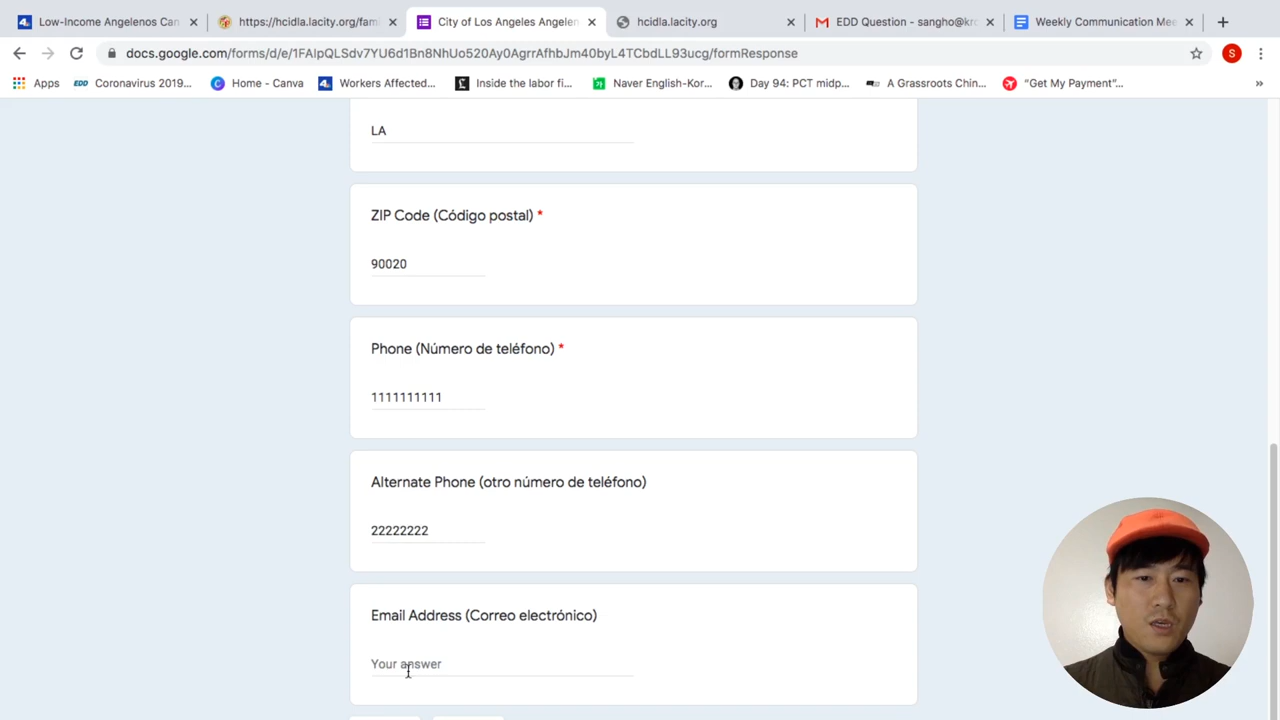 Low-Income Angelenos Can
https://hcidla.lacity.org/fam
City of Los Angeles Angelen
hcidla.lacity.org
EDD Question - sangho@kr
Weekly Communication Mee
docs.google.com/forms/d/e/1FAIpQLSdv7YU6d1Bn8NhUo520Ay0AgrrAfhbJm40byL4TCbdLL93ucg/formResponse
S
Apps
EDD Coronavirus 2019...
Home - Canva
Workers Affected...
Inside the labor fi...
Naver English-Kor...
Day 94: PCT midp...
A Grassroots Chin...
“Get My Payment”...
»
LA
ZIP Code (Código postal) *
90020
Phone (Número de teléfono) *
1111111111
Alternate Phone (otro número de teléfono)
22222222
Email Address (Correo electrónico)
Your answer